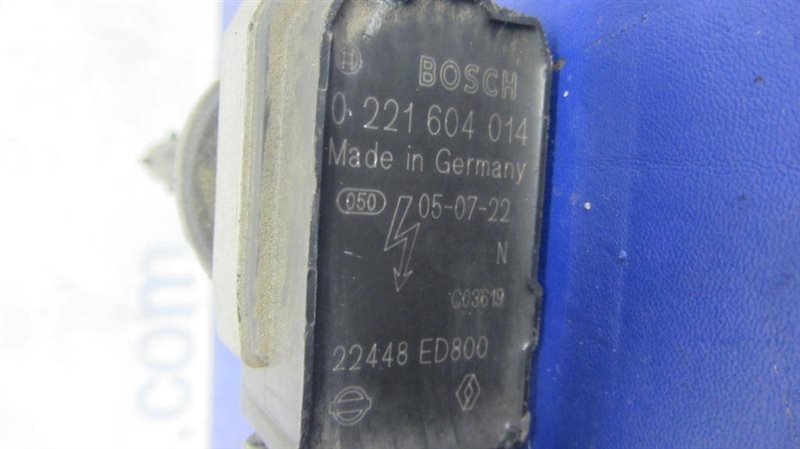 BOSCH
0 221 604 014
Made in Germany
050 05-07-22
N
C03619
22448 ED800
.com